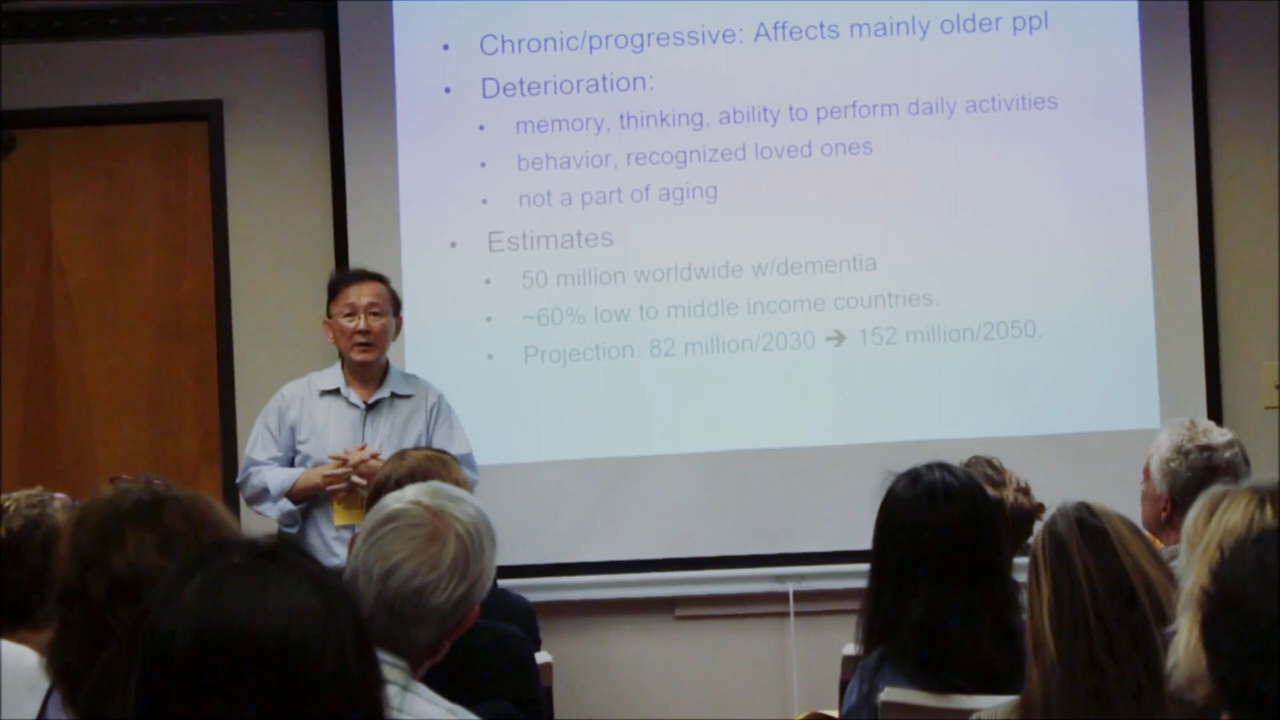 • Chronic/progressive: Affects mainly older ppl
• Deterioration:
• memory, thinking, ability to perform daily activities
• behavior, recognized loved ones
• not a part of aging
• Estimates
• 50 million worldwide w/dementia
• ~60% low to middle income countries.
• Projection: 82 million/2030 ➔ 152 million/2050.